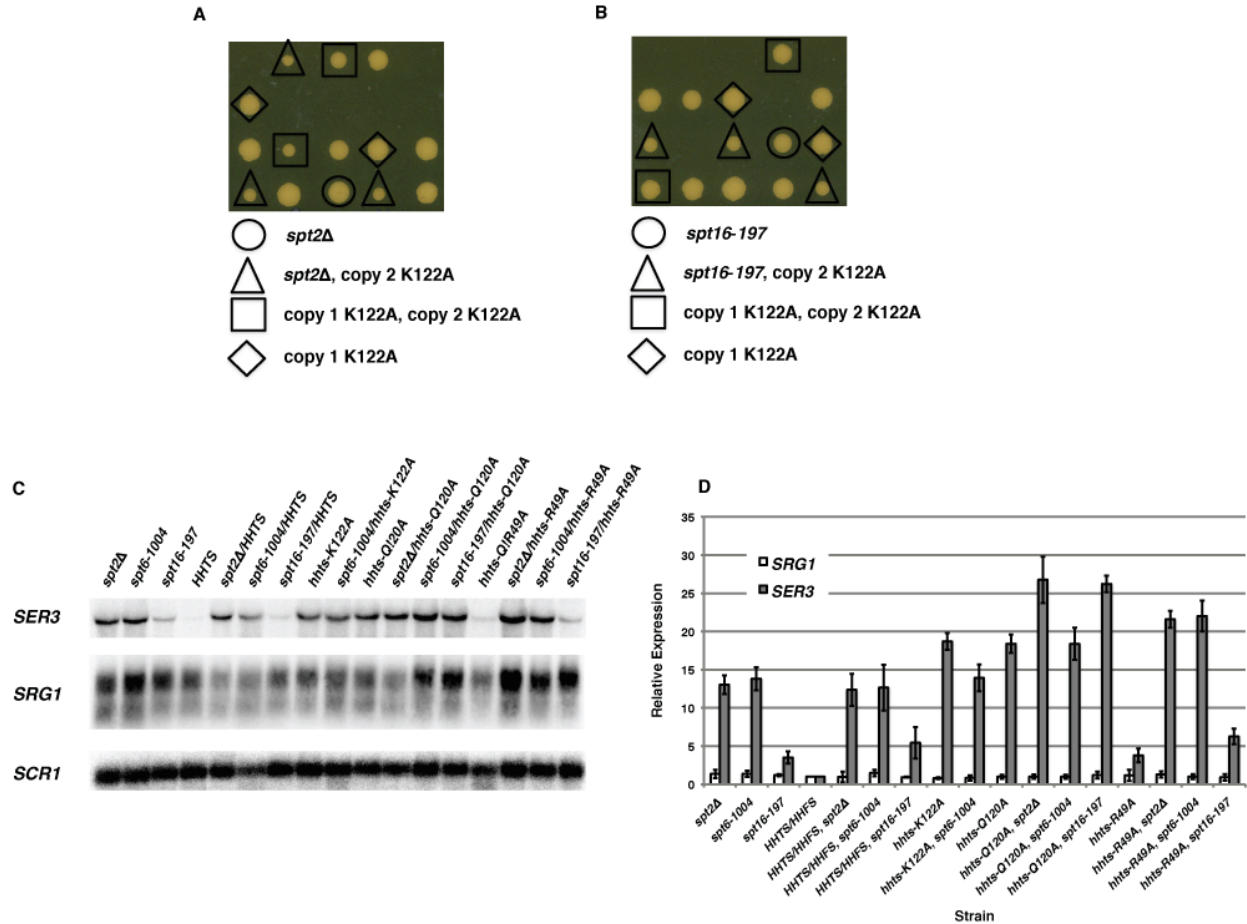 A
B
spt2Δ
spt2Δ, copy 2 K122A
copy 1 K122A, copy 2 K122A
copy 1 K122A
spt16-197
spt16-197, copy 2 K122A
copy 1 K122A, copy 2 K122A
copy 1 K122A
C
spt2Δ
spt6-1004
spt16-197
HHTS
spt2Δ/HHTS
spt6-1004/HHTS
spt16-197/HHTS
hhts-K122A
spt6-1004/hhts-K122A
hhts-Q120A
spt2Δ/hhts-Q120A
spt6-1004/hhts-Q120A
spt16-197/hhts-Q120A
hhts-Q!R49A
spt2Δ/hhts-R49A
spt6-1004/hhts-R49A
spt16-197/hhts-R49A
SER3
SRG1
SCR1
D
35
30
25
20
15
10
5
0
Relative Expression
SRG1
SER3
spt2Δ
spt6-1004
spt16-197
HHTS/HHFS
HHTS/HHFS, spt2Δ
HHTS/HHFS, spt6-1004
HHTS/HHFS, spt16-197
hhts-K122A
hhts-K122A, spt6-1004
hhts-Q120A
hhts-Q120A, spt2Δ
hhts-Q120A, spt6-1004
hhts-Q120A, spt16-197
hhts-R49A
hhts-R49A, spt2Δ
hhts-R49A, spt6-1004
hhts-R49A, spt16-197
Strain